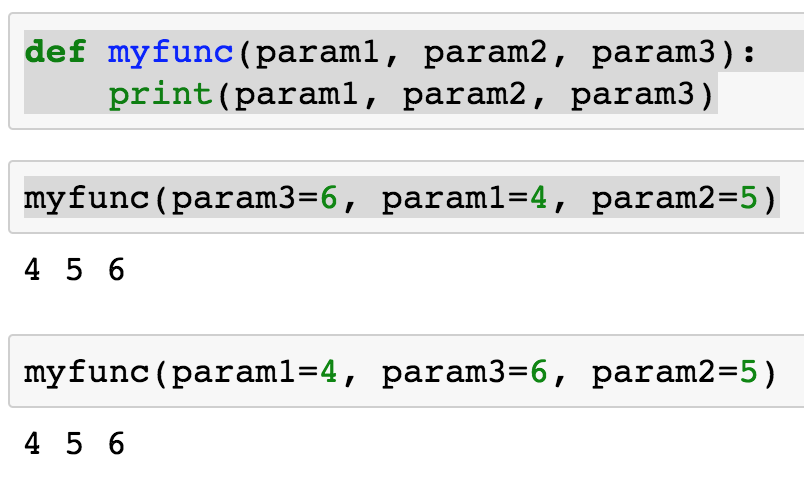 def myfunc(param1, param2, param3):
    print(param1, param2, param3)
myfunc(param3=6, param1=4, param2=5)
4 5 6
myfunc(param1=4, param3=6, param2=5)
4 5 6